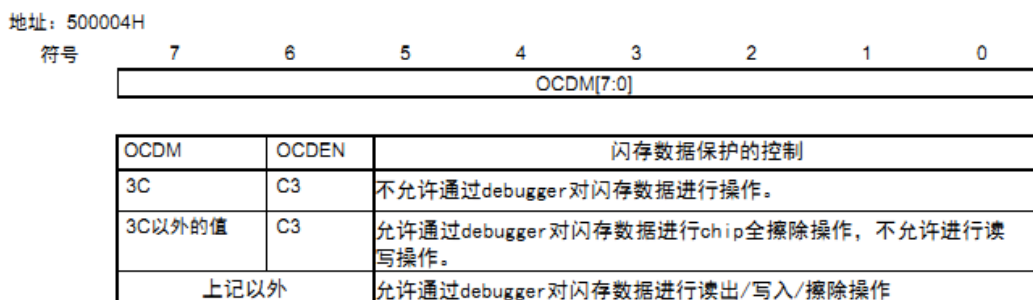 地址：500004H
符号 7 6 5 4 3 2 1 0
OCDM[7:0]
OCDM OCDEN 闪存数据保护的控制
3C C3 不允许通过debugger对闪存数据进行操作。
3C以外的值 C3 允许通过debugger对闪存数据进行chip全擦除操作，不允许进行读
写操作。
上记以外 允许通过debugger对闪存数据进行读出/写入/擦除操作